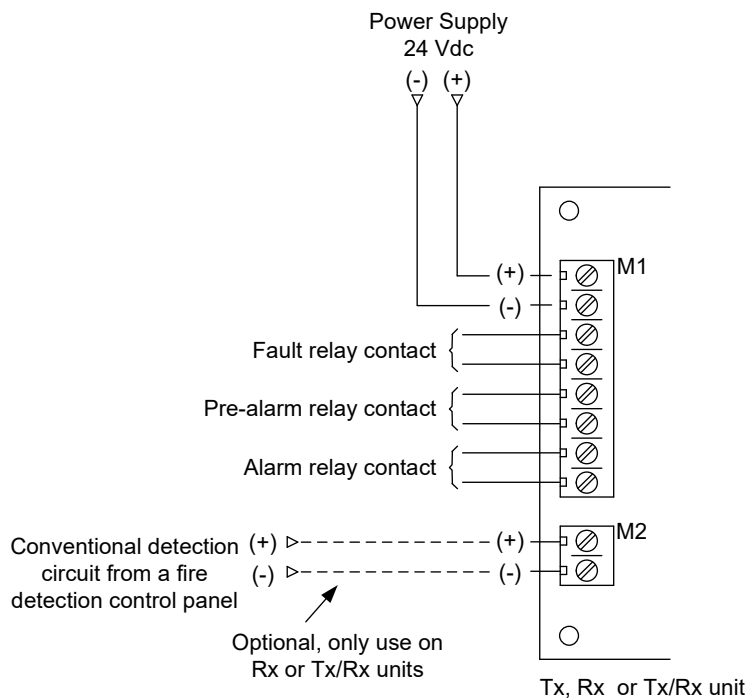 Power Supply
24 Vdc
(-) (+)
(+)
M1
(-)
Fault relay contact
Pre-alarm relay contact
Alarm relay contact
M2
Conventional detection
circuit from a fire
detection control panel
(+)
(+)
(-)
(-)
Optional, only use on
Rx or Tx/Rx units
Tx, Rx or Tx/Rx unit